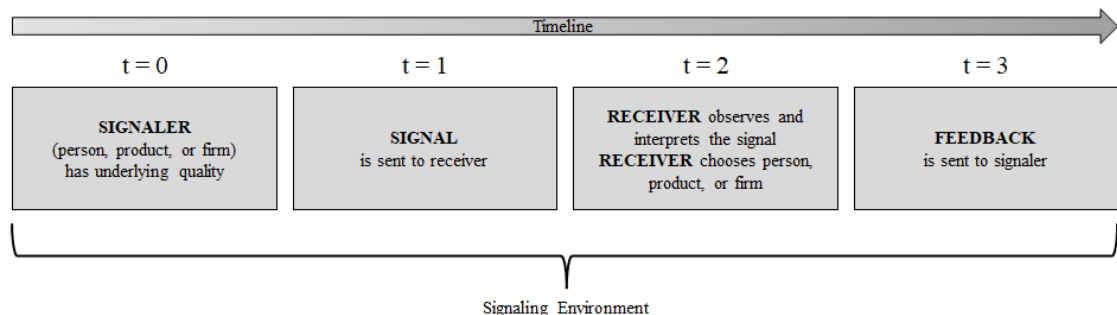 Timeline
t = 0
t = 1
t = 2
t = 3
SIGNALER
(person, product, or firm)
has underlying quality
SIGNAL
is sent to receiver
RECEIVER observes and
interprets the signal
RECEIVER chooses person,
product, or firm
FEEDBACK
is sent to signaler
Signaling Environment